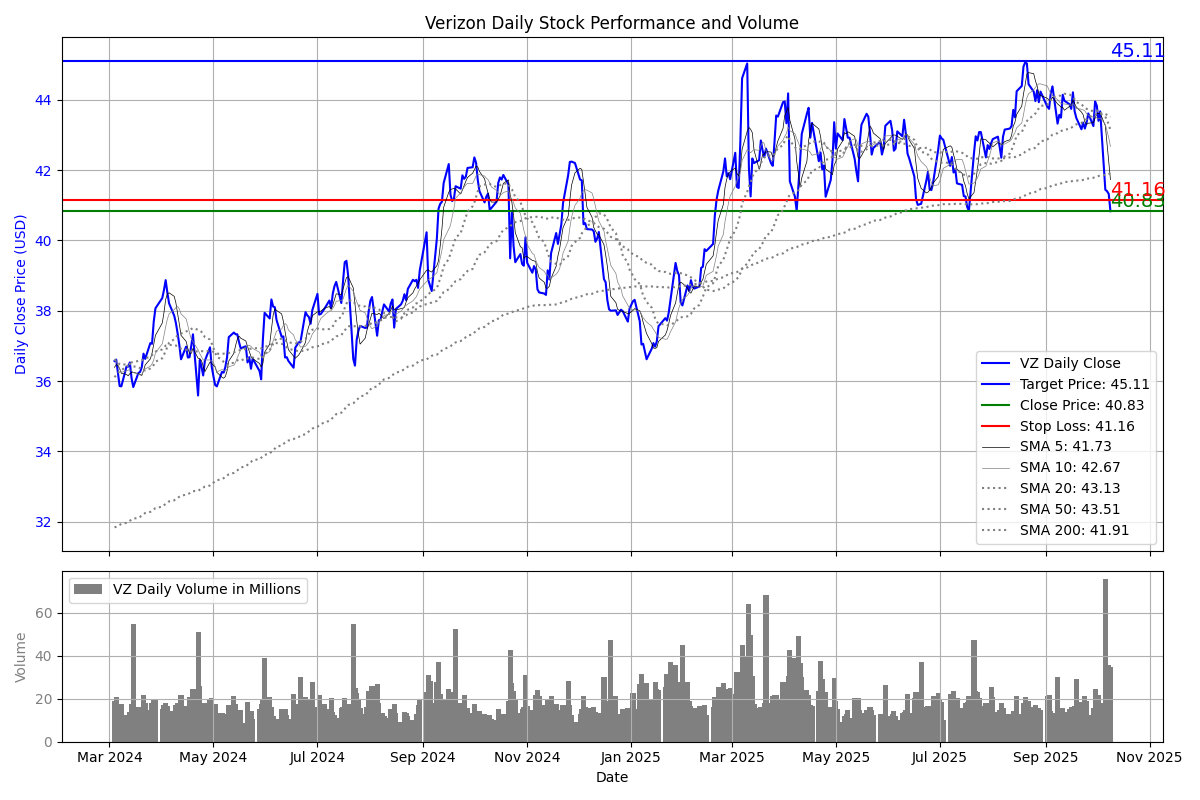 Verizon Daily Stock Performance and Volume
45.11
41.16
40.83
Daily Close Price (USD)
44
42
40
38
36
34
32
VZ Daily Close
Target Price: 45.11
Close Price: 40.83
Stop Loss: 41.16
SMA 5: 41.73
SMA 10: 42.67
SMA 20: 43.13
SMA 50: 43.51
SMA 200: 41.91
VZ Daily Volume in Millions
Volume
60
40
20
0
Mar 2024 May 2024 Jul 2024 Sep 2024 Nov 2024 Jan 2025 Mar 2025 May 2025 Jul 2025 Sep 2025 Nov 2025
Date